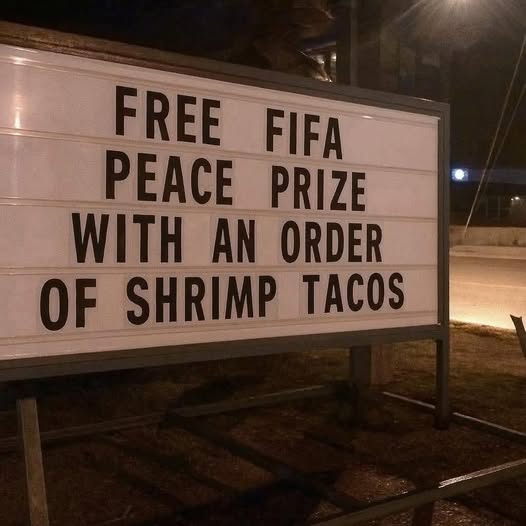 FREE FIFA
PEACE PRIZE
WITH AN ORDER
OF SHRIMP TACOS